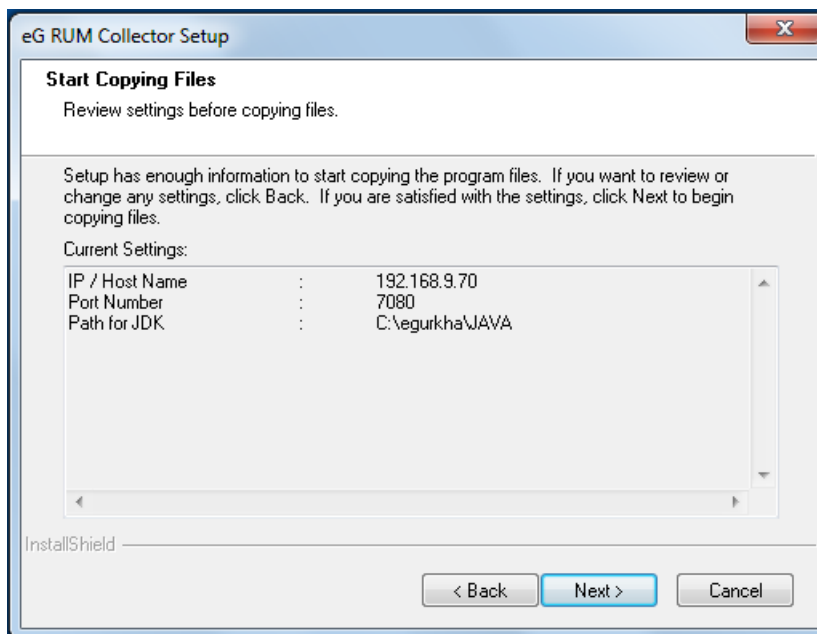 eG RUM Collector Setup
Start Copying Files
Review settings before copying files.
Setup has enough information to start copying the program files.  If you want to review or
change any settings, click Back.  If you are satisfied with the settings, click Next to begin
copying files.
Current Settings:
IP / Host Name : 192.168.9.70
Port Number : 7080
Path for JDK : C:\egurkha\JAVA
InstallShield
< Back Next > Cancel